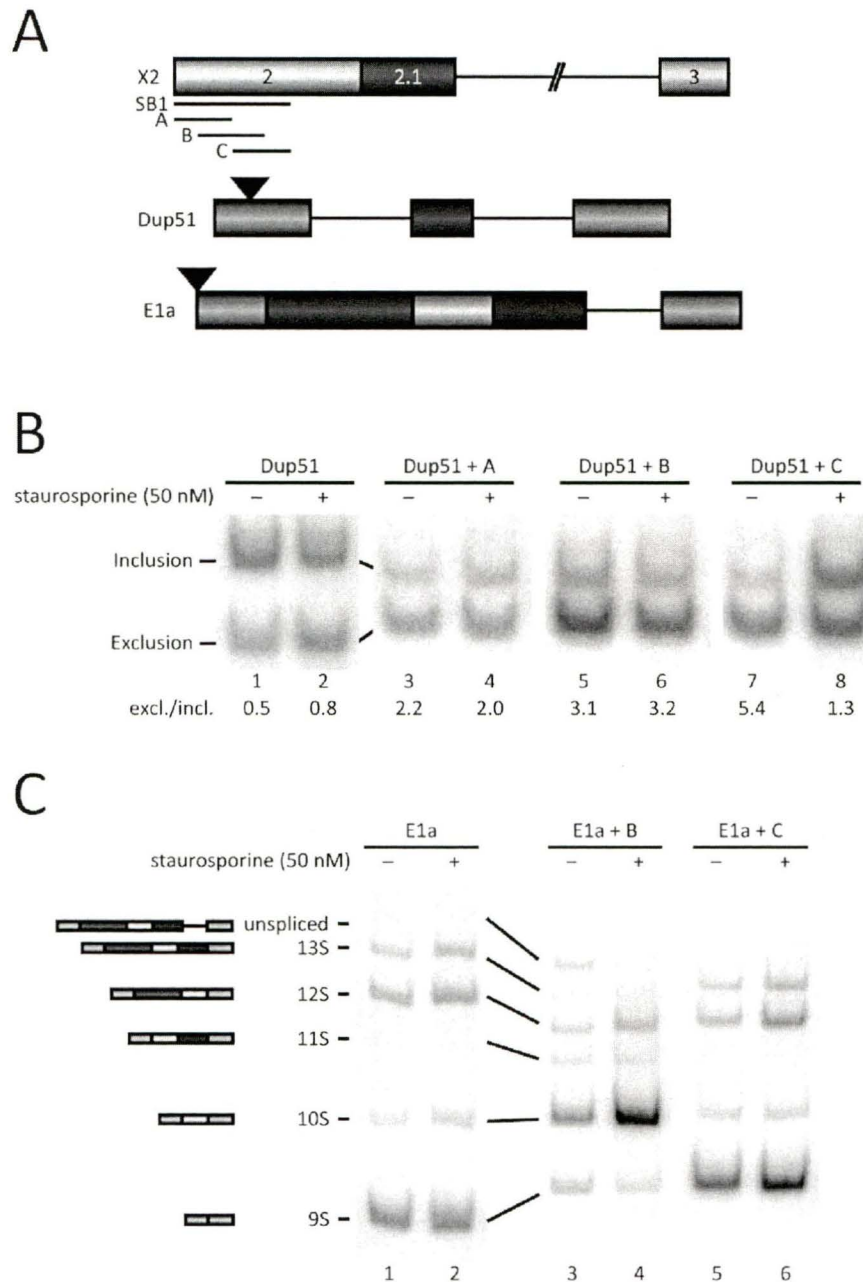 A
X2 2 2.1 3
SB1
A
B
C
Dup51
E1a
B
Dup51 Dup51 + A Dup51 + B Dup51 + C
staurosporine (50 nM) – + – + – + – +
Inclusion –
Exclusion –
1 2 3 4 5 6 7 8
excl./incl. 0.5 0.8 2.2 2.0 3.1 3.2 5.4 1.3
C
E1a E1a + B E1a + C
staurosporine (50 nM) – + – + – +
unspliced –
13S –
12S –
11S –
10S –
9S –
1 2 3 4 5 6